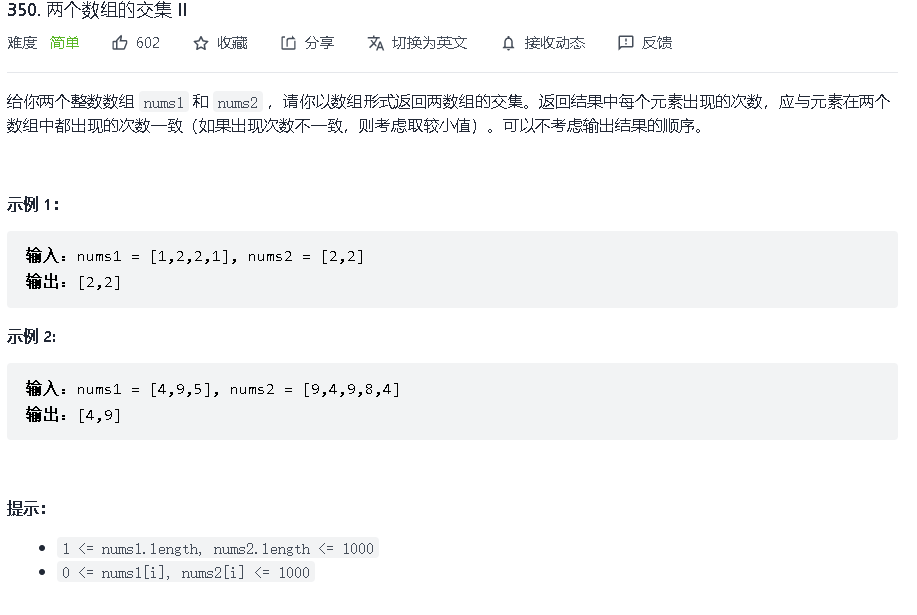 350. 两个数组的交集 II
难度 简单 602 收藏 分享 切换为英文 接收动态 反馈
给你两个整数数组 nums1 和 nums2 ，请你以数组形式返回两数组的交集。返回结果中每个元素出现的次数，应与元素在两个
数组中都出现的次数一致（如果出现次数不一致，则考虑取较小值）。可以不考虑输出结果的顺序。
示例 1：
输入：nums1 = [1,2,2,1], nums2 = [2,2]
输出：[2,2]
示例 2:
输入：nums1 = [4,9,5], nums2 = [9,4,9,8,4]
输出：[4,9]
提示：
1 <= nums1.length, nums2.length <= 1000
0 <= nums1[i], nums2[i] <= 1000